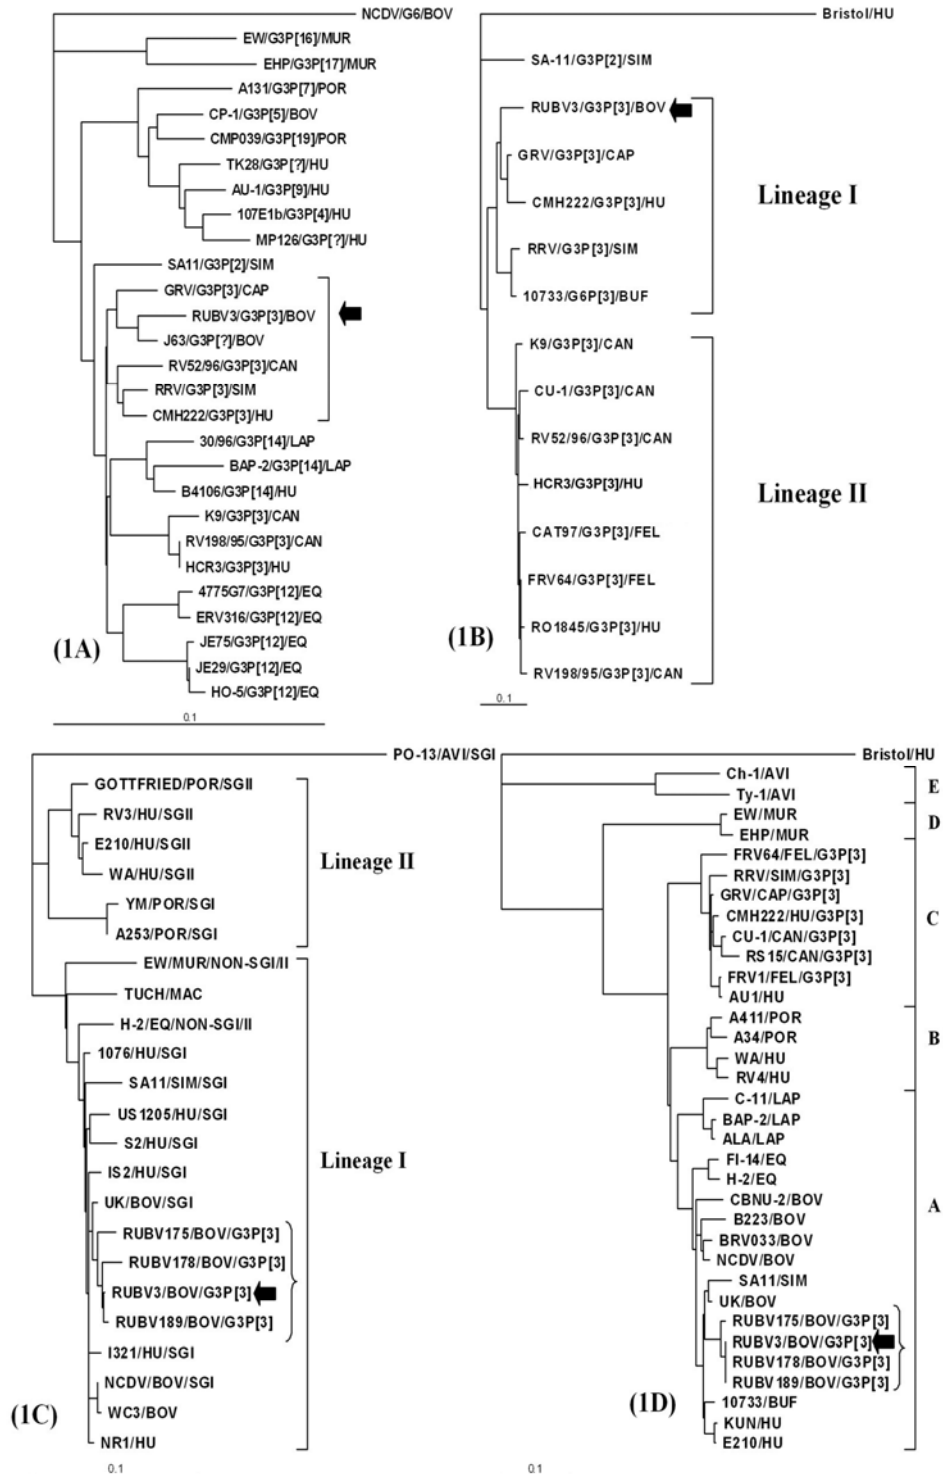 NCDV/G6/BOV
EW/G3P[16]/MUR
EHP/G3P[17]/MUR
A131/G3P[7]/POR
CP-1/G3P[5]/BOV
CMP039/G3P[19]/POR
TK28/G3P[?]/HU
AU-1/G3P[9]/HU
107E1b/G3P[4]/HU
MP126/G3P[?]/HU
SA11/G3P[2]/SIM
GRV/G3P[3]/CAP
RUBV3/G3P[3]/BOV
J63/G3P[?]/BOV
RV52/96/G3P[3]/CAN
RRV/G3P[3]/SIM
CMH222/G3P[3]/HU
30/96/G3P[14]/LAP
BAP-2/G3P[14]/LAP
B4106/G3P[14]/HU
K9/G3P[3]/CAN
RV198/95/G3P[3]/CAN
HCR3/G3P[3]/HU
4775G7/G3P[12]/EQ
ERV316/G3P[12]/EQ
JE75/G3P[12]/EQ
JE29/G3P[12]/EQ
HO-5/G3P[12]/EQ
(1A)
0.1
Bristol/HU
SA-11/G3P[2]/SIM
RUBV3/G3P[3]/BOV
GRV/G3P[3]/CAP
CMH222/G3P[3]/HU
RRV/G3P[3]/SIM
10733/G6P[3]/BUF
Lineage I
K9/G3P[3]/CAN
CU-1/G3P[3]/CAN
RV52/96/G3P[3]/CAN
HCR3/G3P[3]/HU
CAT97/G3P[3]/FEL
FRV64/G3P[3]/FEL
RO1845/G3P[3]/HU
RV198/95/G3P[3]/CAN
Lineage II
(1B)
0.1
PO-13/AVI/SGI
GOTTFRIED/POR/SGII
RV3/HU/SGII
E210/HU/SGII
WA/HU/SGII
YM/POR/SGI
A253/POR/SGI
Lineage II
EW/MUR/NON-SGI/II
TUCH/MAC
H-2/EQ/NON-SGI/II
1076/HU/SGI
SA11/SIM/SGI
US1205/HU/SGI
S2/HU/SGI
IS2/HU/SGI
UK/BOV/SGI
RUBV175/BOV/G3P[3]
RUBV178/BOV/G3P[3]
RUBV3/BOV/G3P[3]
RUBV189/BOV/G3P[3]
I321/HU/SGI
NCDV/BOV/SGI
WC3/BOV
NR1/HU
Lineage I
(1C)
0.1
Bristol/HU
Ch-1/AVI
Ty-1/AVI
E
EW/MUR
EHP/MUR
D
FRV64/FEL/G3P[3]
RRV/SIM/G3P[3]
GRV/CAP/G3P[3]
CMH222/HU/G3P[3]
CU-1/CAN/G3P[3]
RS15/CAN/G3P[3]
FRV1/FEL/G3P[3]
AU1/HU
C
A411/POR
A34/POR
WA/HU
RV4/HU
B
C-11/LAP
BAP-2/LAP
ALA/LAP
FI-14/EQ
H-2/EQ
CBNU-2/BOV
B223/BOV
BRV033/BOV
NCDV/BOV
SA11/SIM
UK/BOV
RUBV175/BOV/G3P[3]
RUBV3/BOV/G3P[3]
RUBV178/BOV/G3P[3]
RUBV189/BOV/G3P[3]
10733/BUF
KUN/HU
E210/HU
A
(1D)
0.1